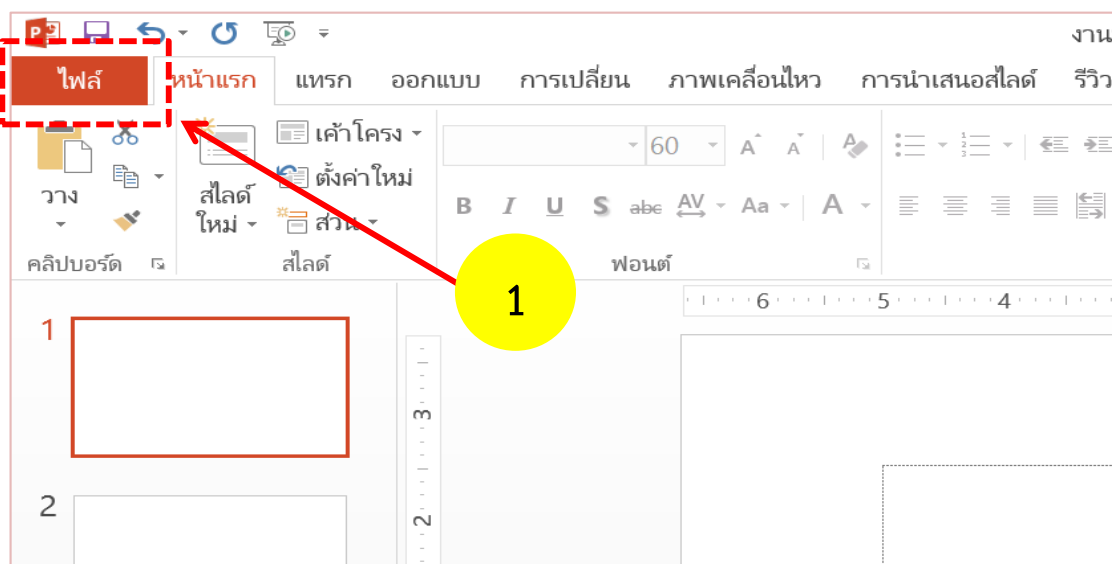 งาน
ไฟล์ หน้าแรก แทรก ออกแบบ การเปลี่ยน ภาพเคลื่อนไหว การนำเสนอสไลด์ รีวิว
วาง
สไลด์
ใหม่
เค้าโครง
ตั้งค่าใหม่
ส่วน
60
B I U S abc AV Aa A
คลิปบอร์ด สไลด์ ฟอนต์
1
6 5 4
1
3
2
2